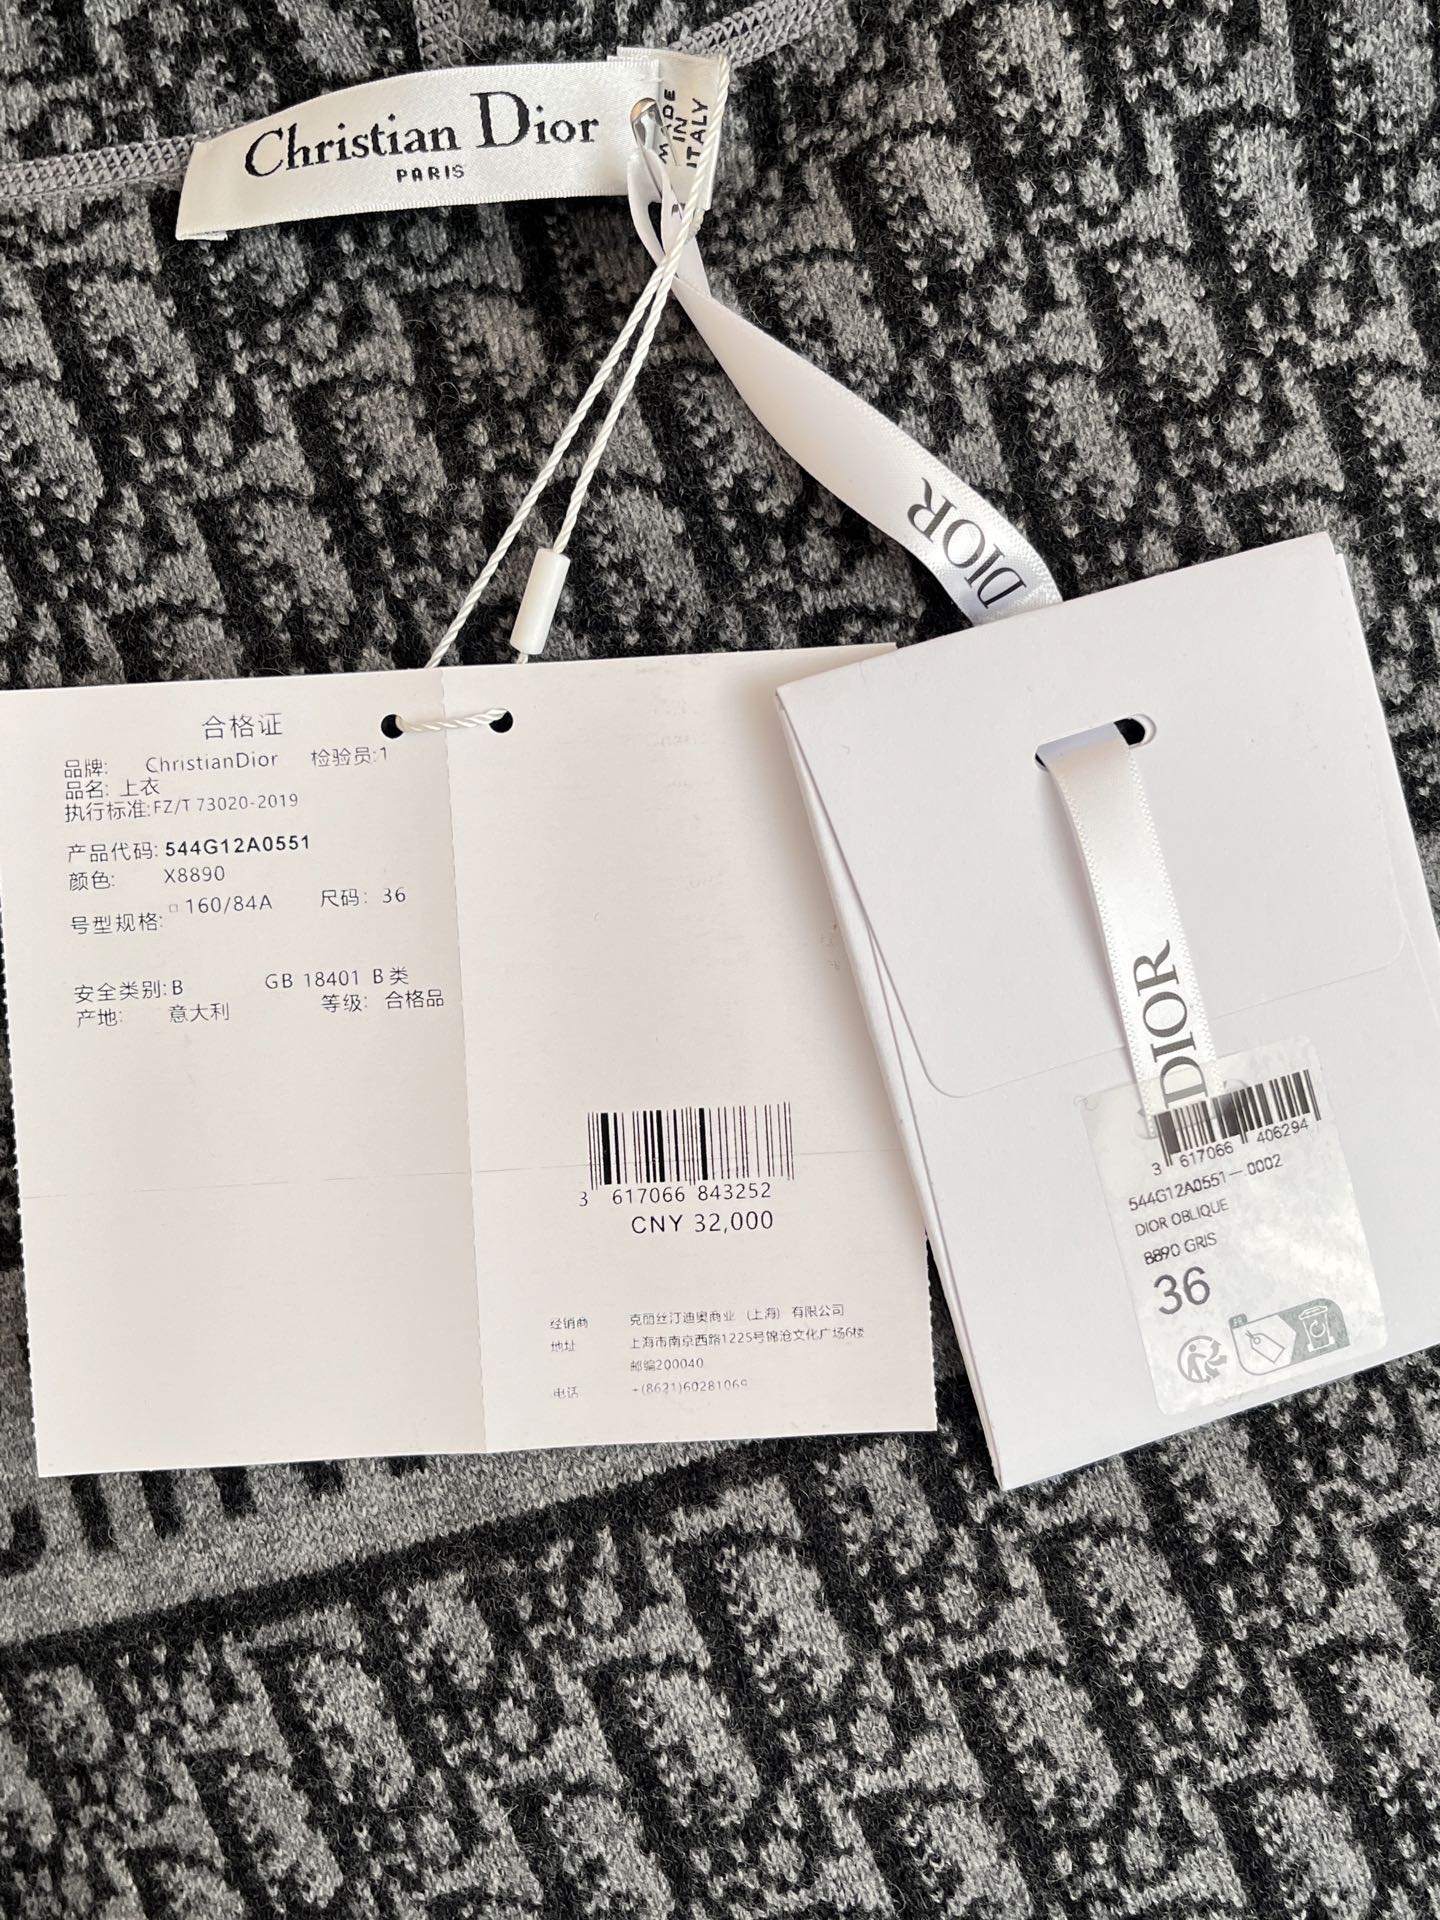 Christian Dior
PARIS
MADE
IN
ITALY
DIOR
合格证
品牌: ChristianDior 检验员:1
品名: 上衣
执行标准:FZ/T 73020-2019
产品代码: 544G12A0551
颜色: X8890
号型规格: 160/84A 尺码: 36
安全类别:B GB 18401 B类
产地: 意大利 等级: 合格品
3 617066 843252
CNY 32,000
经销商 克丽丝汀迪奥商业 (上海) 有限公司
地址 上海市南京西路1225号锦沧文化广场6楼
邮编200040
电话 +(8621)60281069
DIOR
3 617066 406294
544G12A0551-0002
DIOR OBLIQUE
8890 GRIS
36
FR